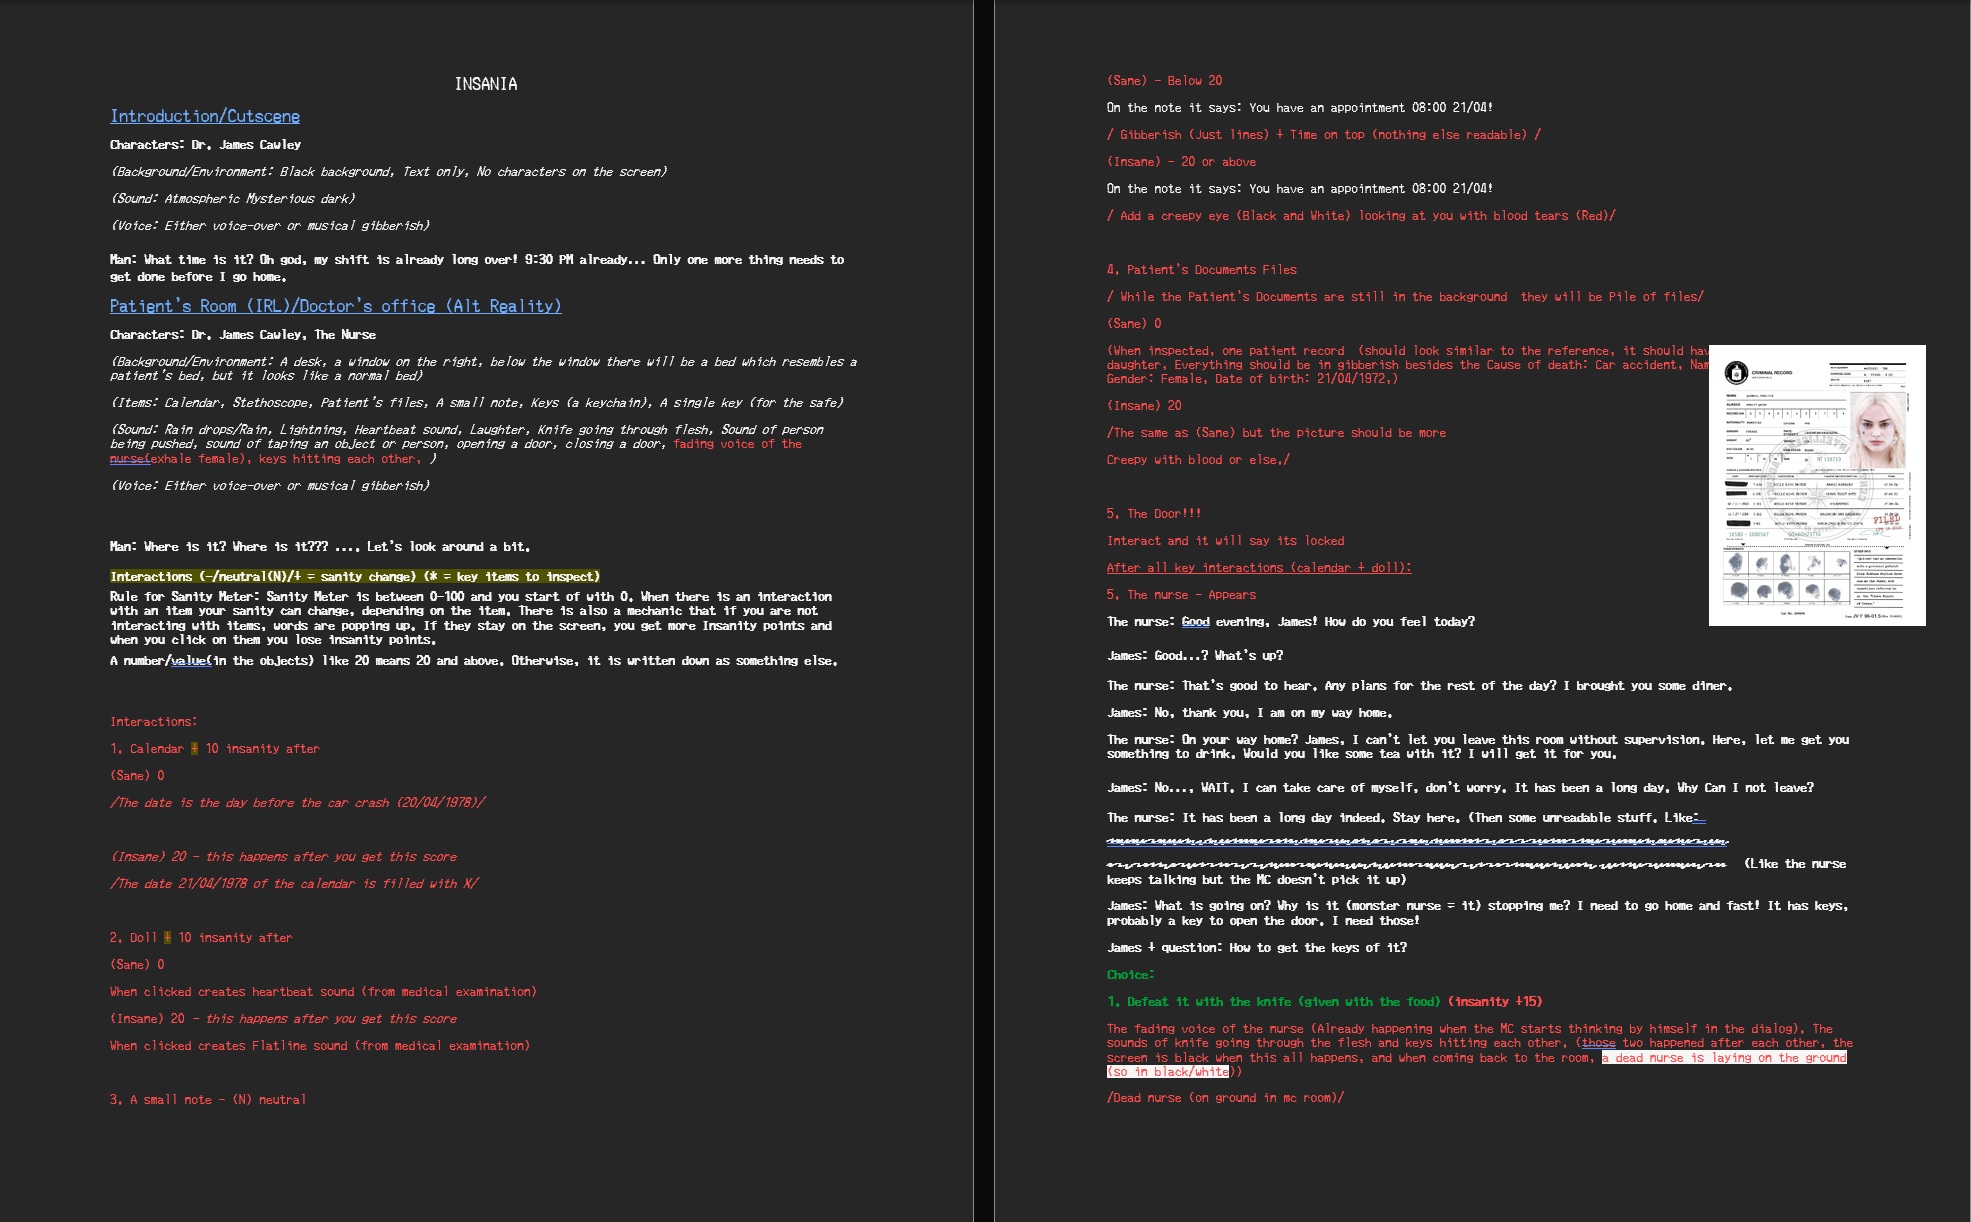 INSANIA
Introduction/Cutscene
Characters: Dr. James Cawley
(Background/Environment: Black background, Text only, No characters on the screen)
(Sound: Atmospheric Mysterious dark)
(Voice: Either voice-over or musical gibberish)
Man: What time is it? Oh god, my shift is already long over! 9:30 PM already... Only one more thing needs to
get done before I go home.
Patient's Room (IRL)/Doctor's office (Alt Reality)
Characters: Dr. James Cawley, The Nurse
(Background/Environment: A desk, a window on the right, below the window there will be a bed which resembles a
patient's bed, but it looks like a normal bed)
(Items: Calendar, Stethoscope, Patient's files, A small note, Keys (a keychain), A single key (for the safe)
(Sound: Rain drops/Rain, Lightning, Heartbeat sound, Laughter, Knife going through flesh, Sound of person
being pushed, sound of taping an object or person, opening a door, closing a door, fading voice of the
nurse(exhale female), keys hitting each other. )
(Voice: Either voice-over or musical gibberish)
Man: Where is it? Where is it??? .... Let's look around a bit.
Interactions (-/neutral(N)/+ = sanity change) (* = key items to inspect)
Rule for Sanity Meter: Sanity Meter is between 0-100 and you start of with 0. When there is an interaction
with an item your sanity can change, depending on the item. There is also a mechanic that if you are not
interacting with items, words are popping up. If they stay on the screen, you get more Insanity points and
when you click on them you lose insanity points.
A number/value(in the objects) like 20 means 20 and above. Otherwise, it is written down as something else.
Interactions:
1. Calendar + 10 insanity after
(Sane) 0
/The date is the day before the car crash (20/04/1978)/
(Insane) 20 - this happens after you get this score
/The date 21/04/1978 of the calendar is filled with X/
2. Doll + 10 insanity after
(Sane) 0
When clicked creates heartbeat sound (from medical examination)
(Insane) 20 - this happens after you get this score
When clicked creates Flatline sound (from medical examination)
3. A small note - (N) neutral
(Sane) - Below 20
On the note it says: You have an appointment 08:00 21/04!
/ Gibberish (Just lines) + Time on top (nothing else readable) /
(Insane) - 20 or above
On the note it says: You have an appointment 08:00 21/04!
/ Add a creepy eye (Black and White) looking at you with blood tears (Red)/
4. Patient's Documents Files
/ While the Patient's Documents are still in the background they will be Pile of files/
(Sane) 0
(When inspected, one patient record (should look similar to the reference, it should hav
daughter, Everything should be in gibberish besides the Cause of death: Car accident, Nam
Gender: Female, Date of birth: 21/04/1972.)
(Insane) 20
/The same as (Sane) but the picture should be more
Creepy with blood or else./
CRIMINAL RECORD
FILED
5. The Door!!!
Interact and it will say its locked
After all key interactions (calendar + doll):
5. The nurse - Appears
The nurse: Good evening, James! How do you feel today?
James: Good...? What's up?
The nurse: That's good to hear. Any plans for the rest of the day? I brought you some diner.
James: No, thank you. I am on my way home.
The nurse: On your way home? James, I can't let you leave this room without supervision. Here, let me get you
something to drink. Would you like some tea with it? I will get it for you.
James: No..., WAIT. I can take care of myself, don't worry. It has been a long day. Why Can I not leave?
The nurse: It has been a long day indeed. Stay here. (Then some unreadable stuff. Like:
(Like the nurse
keeps talking but the MC doesn't pick it up)
James: What is going on? Why is it (monster nurse = it) stopping me? I need to go home and fast! It has keys,
probably a key to open the door. I need those!
James + question: How to get the keys of it?
Choice:
1. Defeat it with the knife (given with the food) (insanity +15)
The fading voice of the nurse (Already happening when the MC starts thinking by himself in the dialog). The
sounds of knife going through the flesh and keys hitting each other. (those two happened after each other, the
screen is black when this all happens, and when coming back to the room, a dead nurse is laying on the ground
(so in black/white))
/Dead nurse (on ground in mc room)/